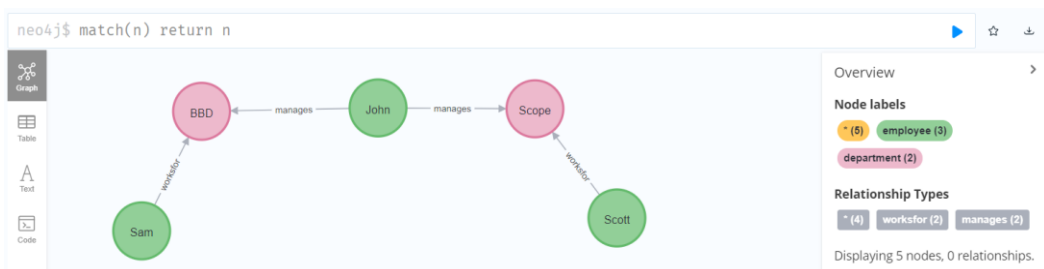 neo4j$ match(n) return n
Graph
Table
Text
Code
BBD
manages
John
manages
Scope
worksfor
worksfor
Sam
Scott
Overview
Node labels
* (5) employee (3)
department (2)
Relationship Types
* (4) worksfor (2) manages (2)
Displaying 5 nodes, 0 relationships.